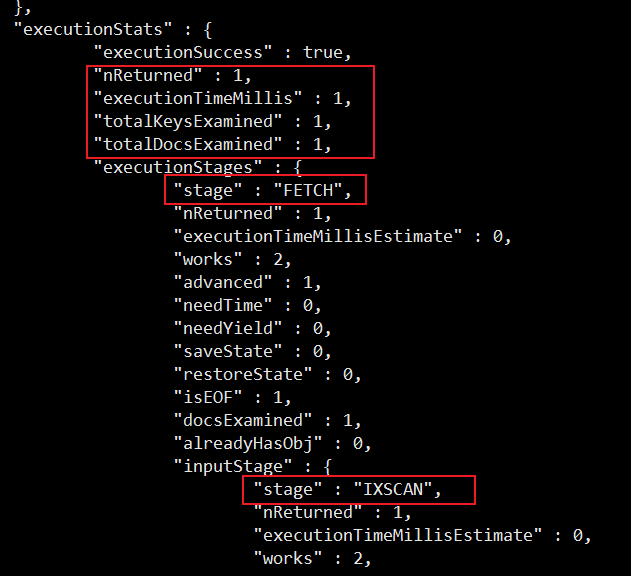 },
"executionStats" : {
"executionSuccess" : true,
"nReturned" : 1,
"executionTimeMillis" : 1,
"totalKeysExamined" : 1,
"totalDocsExamined" : 1,
"executionStages" : {
"stage" : "FETCH",
"nReturned" : 1,
"executionTimeMillisEstimate" : 0,
"works" : 2,
"advanced" : 1,
"needTime" : 0,
"needYield" : 0,
"saveState" : 0,
"restoreState" : 0,
"isEOF" : 1,
"docsExamined" : 1,
"alreadyHasObj" : 0,
"inputStage" : {
"stage" : "IXSCAN",
"nReturned" : 1,
"executionTimeMillisEstimate" : 0,
"works" : 2,